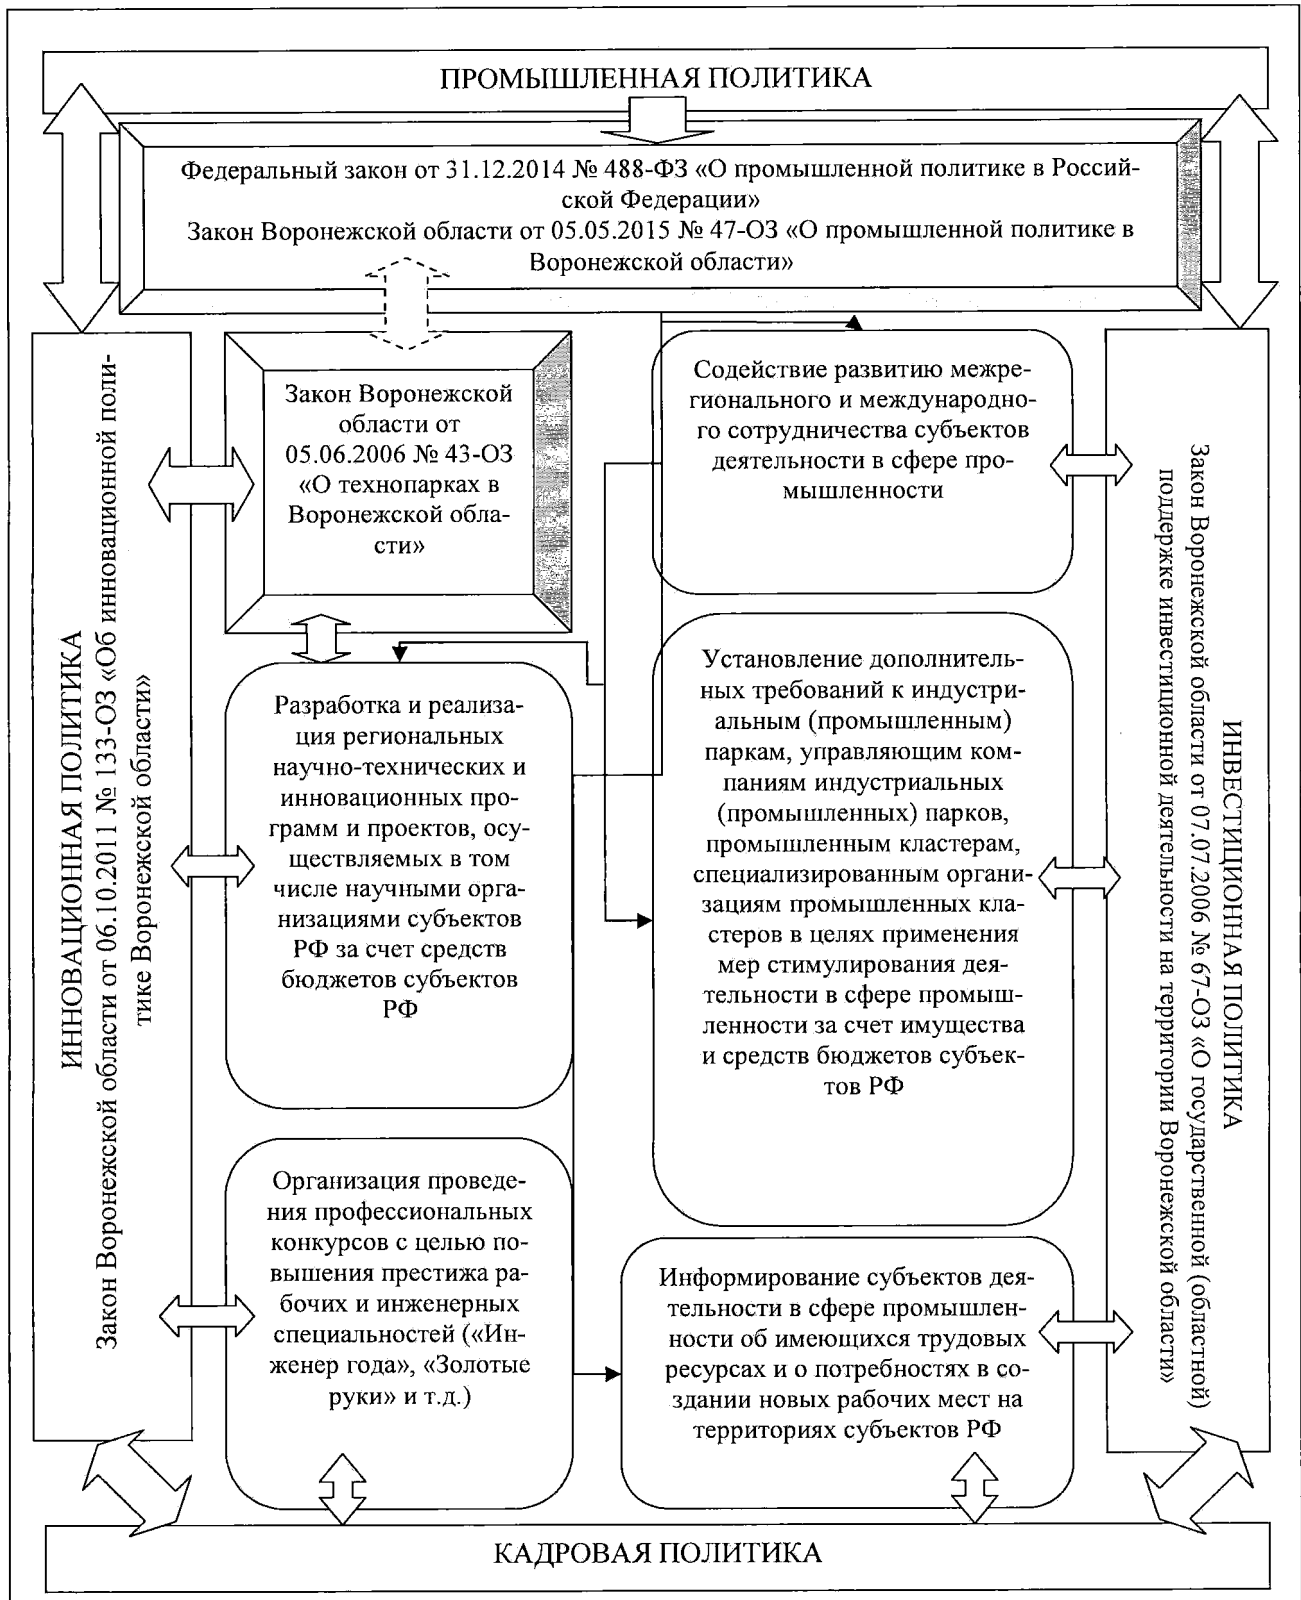 ПРОМЫШЛЕННАЯ ПОЛИТИКА
Федеральный закон от 31.12.2014 № 488-ФЗ «О промышленной политике в Россий-
ской Федерации»
Закон Воронежской области от 05.05.2015 № 47-ОЗ «О промышленной политике в
Воронежской области»
ИННОВАЦИОННАЯ ПОЛИТИКА
Закон Воронежской области от 06.10.2011 № 133-ОЗ «Об инновационной поли-
тике Воронежской области»
Закон Воронежской
области от
05.06.2006 № 43-ОЗ
«О технопарках в
Воронежской обла-
сти»
Содействие развитию межре-
гионального и международно-
го сотрудничества субъектов
деятельности в сфере про-
мышленности
Разработка и реализа-
ция региональных
научно-технических и
инновационных про-
грамм и проектов, осу-
ществляемых в том
числе научными орга-
низациями субъектов
РФ за счет средств
бюджетов субъектов
РФ
Установление дополнитель-
ных требований к индустри-
альным (промышленным)
паркам, управляющим ком-
паниям индустриальных
(промышленных) парков,
промышленным кластерам,
специализированным органи-
зациям промышленных кла-
стеров в целях применения
мер стимулирования дея-
тельности в сфере промыш-
ленности за счет имущества
и средств бюджетов субъек-
тов РФ
Организация проведе-
ния профессиональных
конкурсов с целью по-
вышения престижа ра-
бочих и инженерных
специальностей («Ин-
женер года», «Золотые
руки» и т.д.)
Информирование субъектов дея-
тельности в сфере промышлен-
ности об имеющихся трудовых
ресурсах и о потребностях в со-
здании новых рабочих мест на
территориях субъектов РФ
ИНВЕСТИЦИОННАЯ ПОЛИТИКА
Закон Воронежской области от 07.07.2006 № 67-ОЗ «О государственной (областной)
поддержке инвестиционной деятельности на территории Воронежской области»
КАДРОВАЯ ПОЛИТИКА